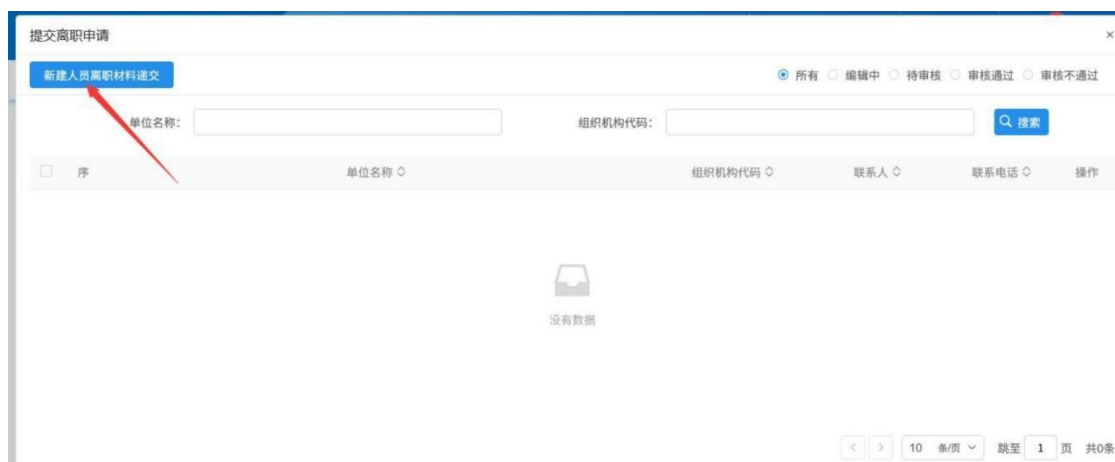 提交离职申请 ×
新建人员离职材料递交 所有 编辑中 待审核 审核通过 审核不通过
单位名称: 组织机构代码: 搜索
序 单位名称 组织机构代码 联系人 联系电话 操作
没有数据
< > 10 条/页 跳至 1 页 共0条